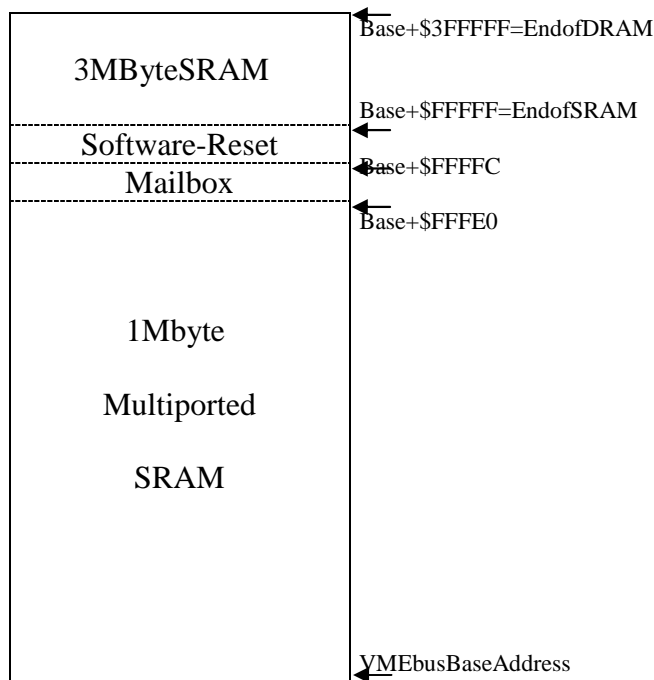 Base+$3FFFFF=EndofDRAM
3MByteSRAM
Base+$FFFFF=EndofSRAM
Software-Reset
Base+$FFFFC
Mailbox
Base+$FFFE0
1Mbyte
Multiported
SRAM
VMEbusBaseAddress